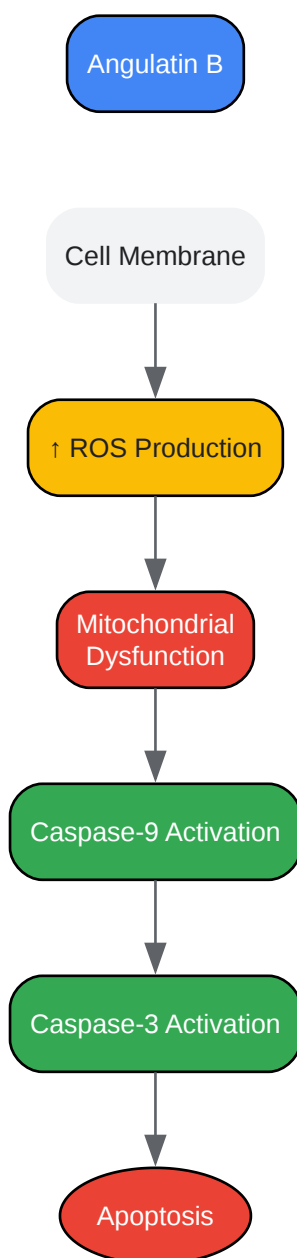 Angulatin B
Cell Membrane
↑ ROS Production
Mitochondrial
Dysfunction
Caspase-9 Activation
Caspase-3 Activation
Apoptosis